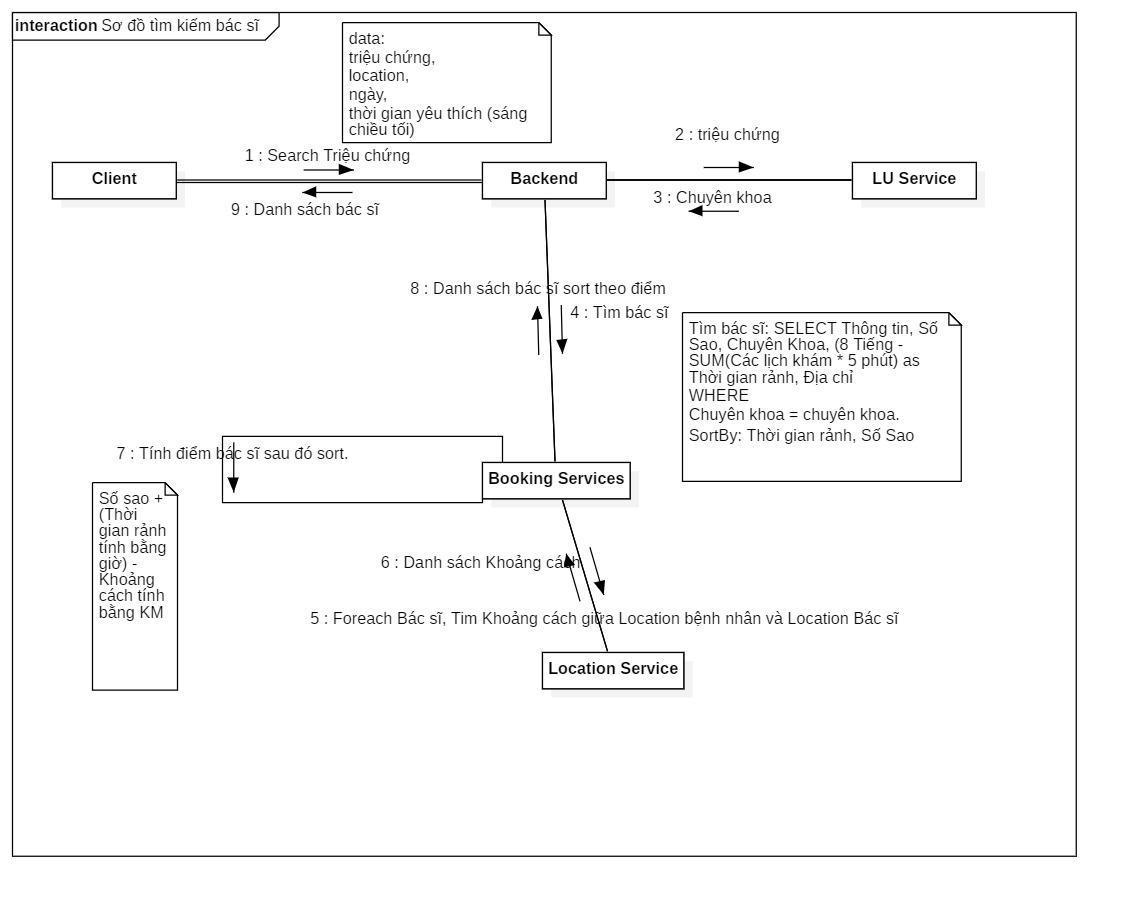 interaction Sơ đồ tìm kiếm bác sĩ
data:
triệu chứng,
location,
ngày,
thời gian yêu thích (sáng
chiều tối)
2 : triệu chứng
1 : Search Triệu chứng
Client
Backend
LU Service
3 : Chuyên khoa
9 : Danh sách bác sĩ
8 : Danh sách bác sĩ sort theo điểm
4 : Tìm bác sĩ
Tìm bác sĩ: SELECT Thông tin, Số
Sao, Chuyên Khoa, (8 Tiếng -
SUM(Các lịch khám * 5 phút) as
Thời gian rảnh, Địa chỉ
WHERE
Chuyên khoa = chuyên khoa.
SortBy: Thời gian rảnh, Số Sao
7 : Tính điểm bác sĩ sau đó sort.
Booking Services
Số sao +
(Thời
gian rảnh
tính bằng
giờ) -
Khoảng
cách tính
bằng KM
6 : Danh sách Khoảng cách
5 : Foreach Bác sĩ, Tim Khoảng cách giữa Location bệnh nhân và Location Bác sĩ
Location Service